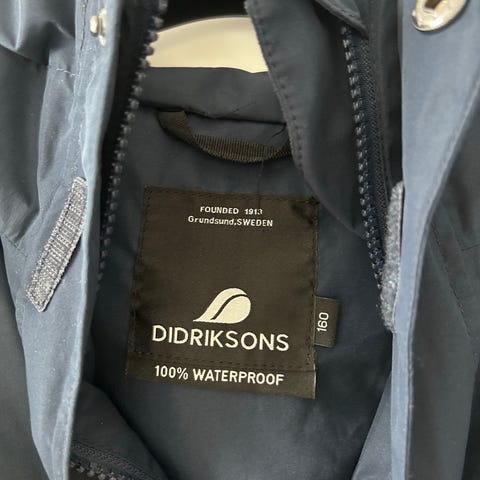 FOUNDED 1913
Grundsund,SWEDEN
DIDRIKSONS
160
100% WATERPROOF